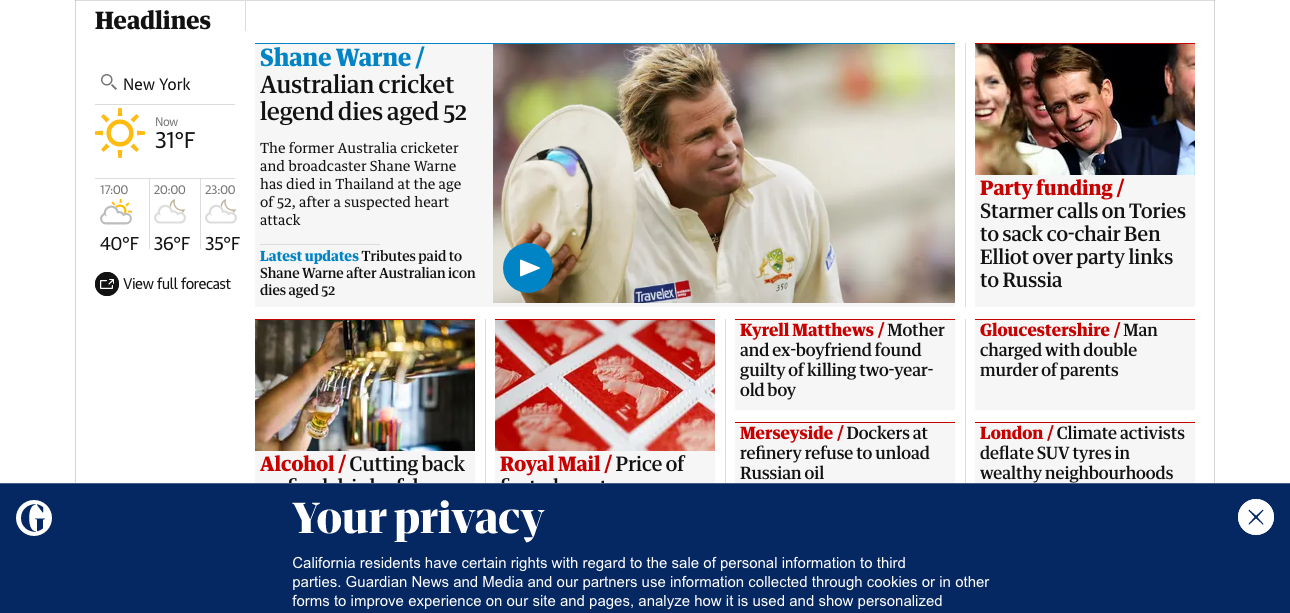 Headlines
New York
Now
31°F
17:00
20:00
23:00
40°F
36°F
35°F
View full forecast
Shane Warne /
Australian cricket
legend dies aged 52
The former Australia cricketer
and broadcaster Shane Warne
has died in Thailand at the age
of 52, after a suspected heart
attack
Latest updates Tributes paid to
Shane Warne after Australian icon
dies aged 52
Travelex
350
Party funding /
Starmer calls on Tories
to sack co-chair Ben
Elliot over party links
to Russia
Alcohol / Cutting back
Royal Mail / Price of
Kyrell Matthews / Mother
and ex-boyfriend found
guilty of killing two-year-
old boy
Gloucestershire / Man
charged with double
murder of parents
Merseyside / Dockers at
refinery refuse to unload
Russian oil
London / Climate activists
deflate SUV tyres in
wealthy neighbourhoods
G
Your privacy
California residents have certain rights with regard to the sale of personal information to third
parties. Guardian News and Media and our partners use information collected through cookies or in other
forms to improve experience on our site and pages, analyze how it is used and show personalized